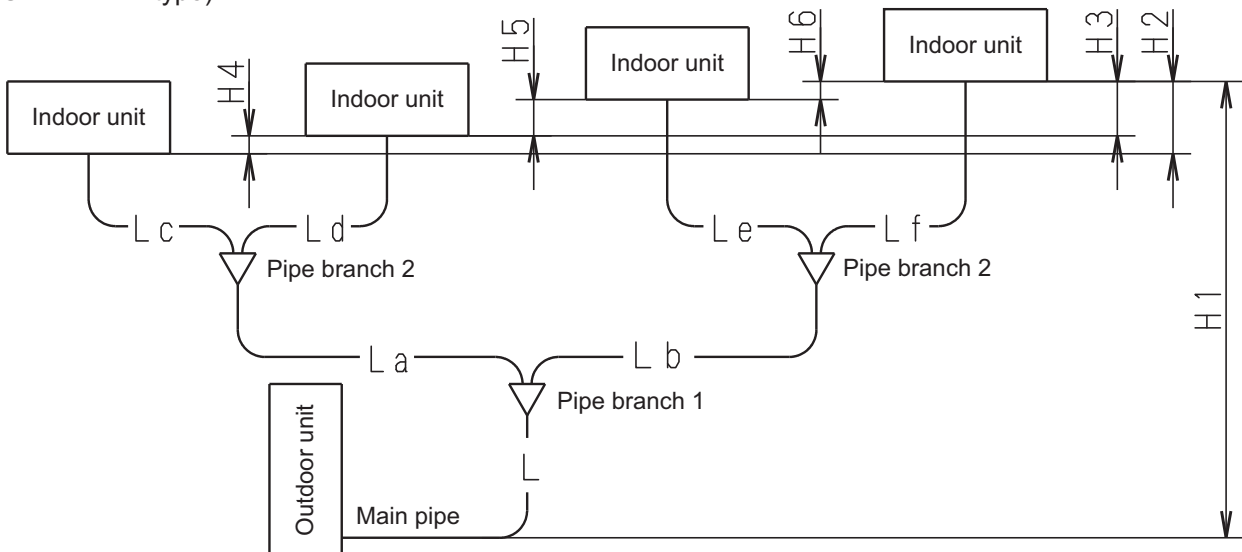 type)
H4
H5
H6
H3
H2
Indoor unit
Indoor unit
Indoor unit
Indoor unit
Lc
Ld
Le
Lf
Pipe branch 2
Pipe branch 2
H1
La
Lb
Pipe branch 1
Outdoor unit
L
Main pipe